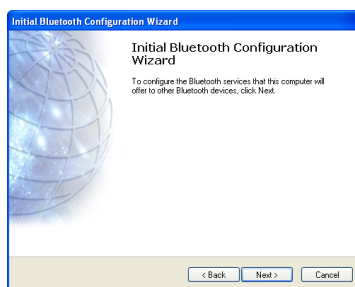 Initial Bluetooth Configuration Wizard
Initial Bluetooth Configuration
Wizard
To configure the Bluetooth services that this computer will
offer to other Bluetooth devices, click Next.
< Back Next > Cancel